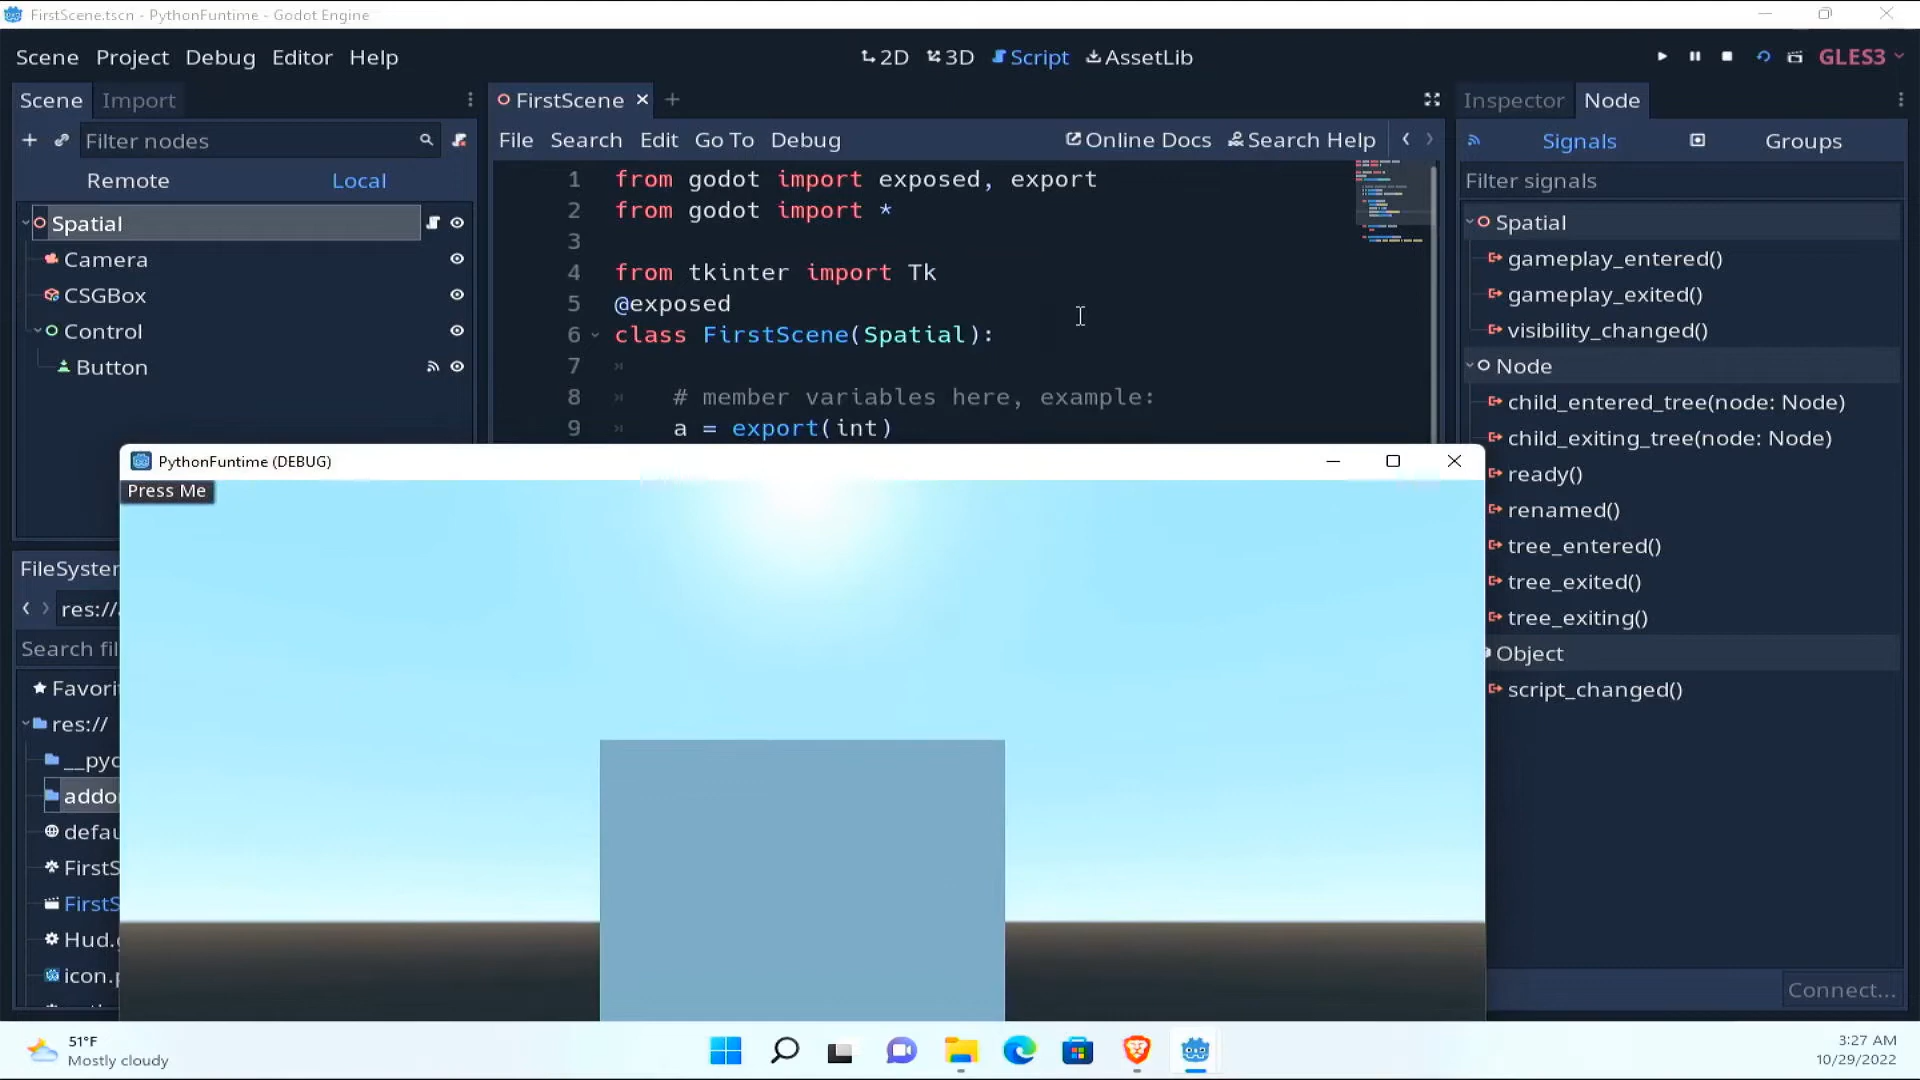 FirstScene.tscn - PythonFuntime - Godot Engine
Scene Project Debug Editor Help
2D 3D Script AssetLib
GLES3
Scene Import
FirstScene
Inspector Node
Filter nodes
File Search Edit Go To Debug
Online Docs Search Help
Signals Groups
Remote Local
Filter signals
Spatial
Camera
CSGBox
Control
Button
1 from godot import exposed, export
2 from godot import *
3
4 from tkinter import Tk
5 @exposed
6 class FirstScene(Spatial):
7
8 # member variables here, example:
9 a = export(int)
Spatial
gameplay_entered()
gameplay_exited()
visibility_changed()
Node
child_entered_tree(node: Node)
child_exiting_tree(node: Node)
ready()
renamed()
tree_entered()
tree_exited()
tree_exiting()
Object
script_changed()
Connect...
PythonFuntime (DEBUG)
Press Me
FileSyster
res://
Search fil
Favori
res://
__pyc
addo
defau
FirstS
FirstS
Hud.
icon.p
51°F
Mostly cloudy
3:27 AM
10/29/2022